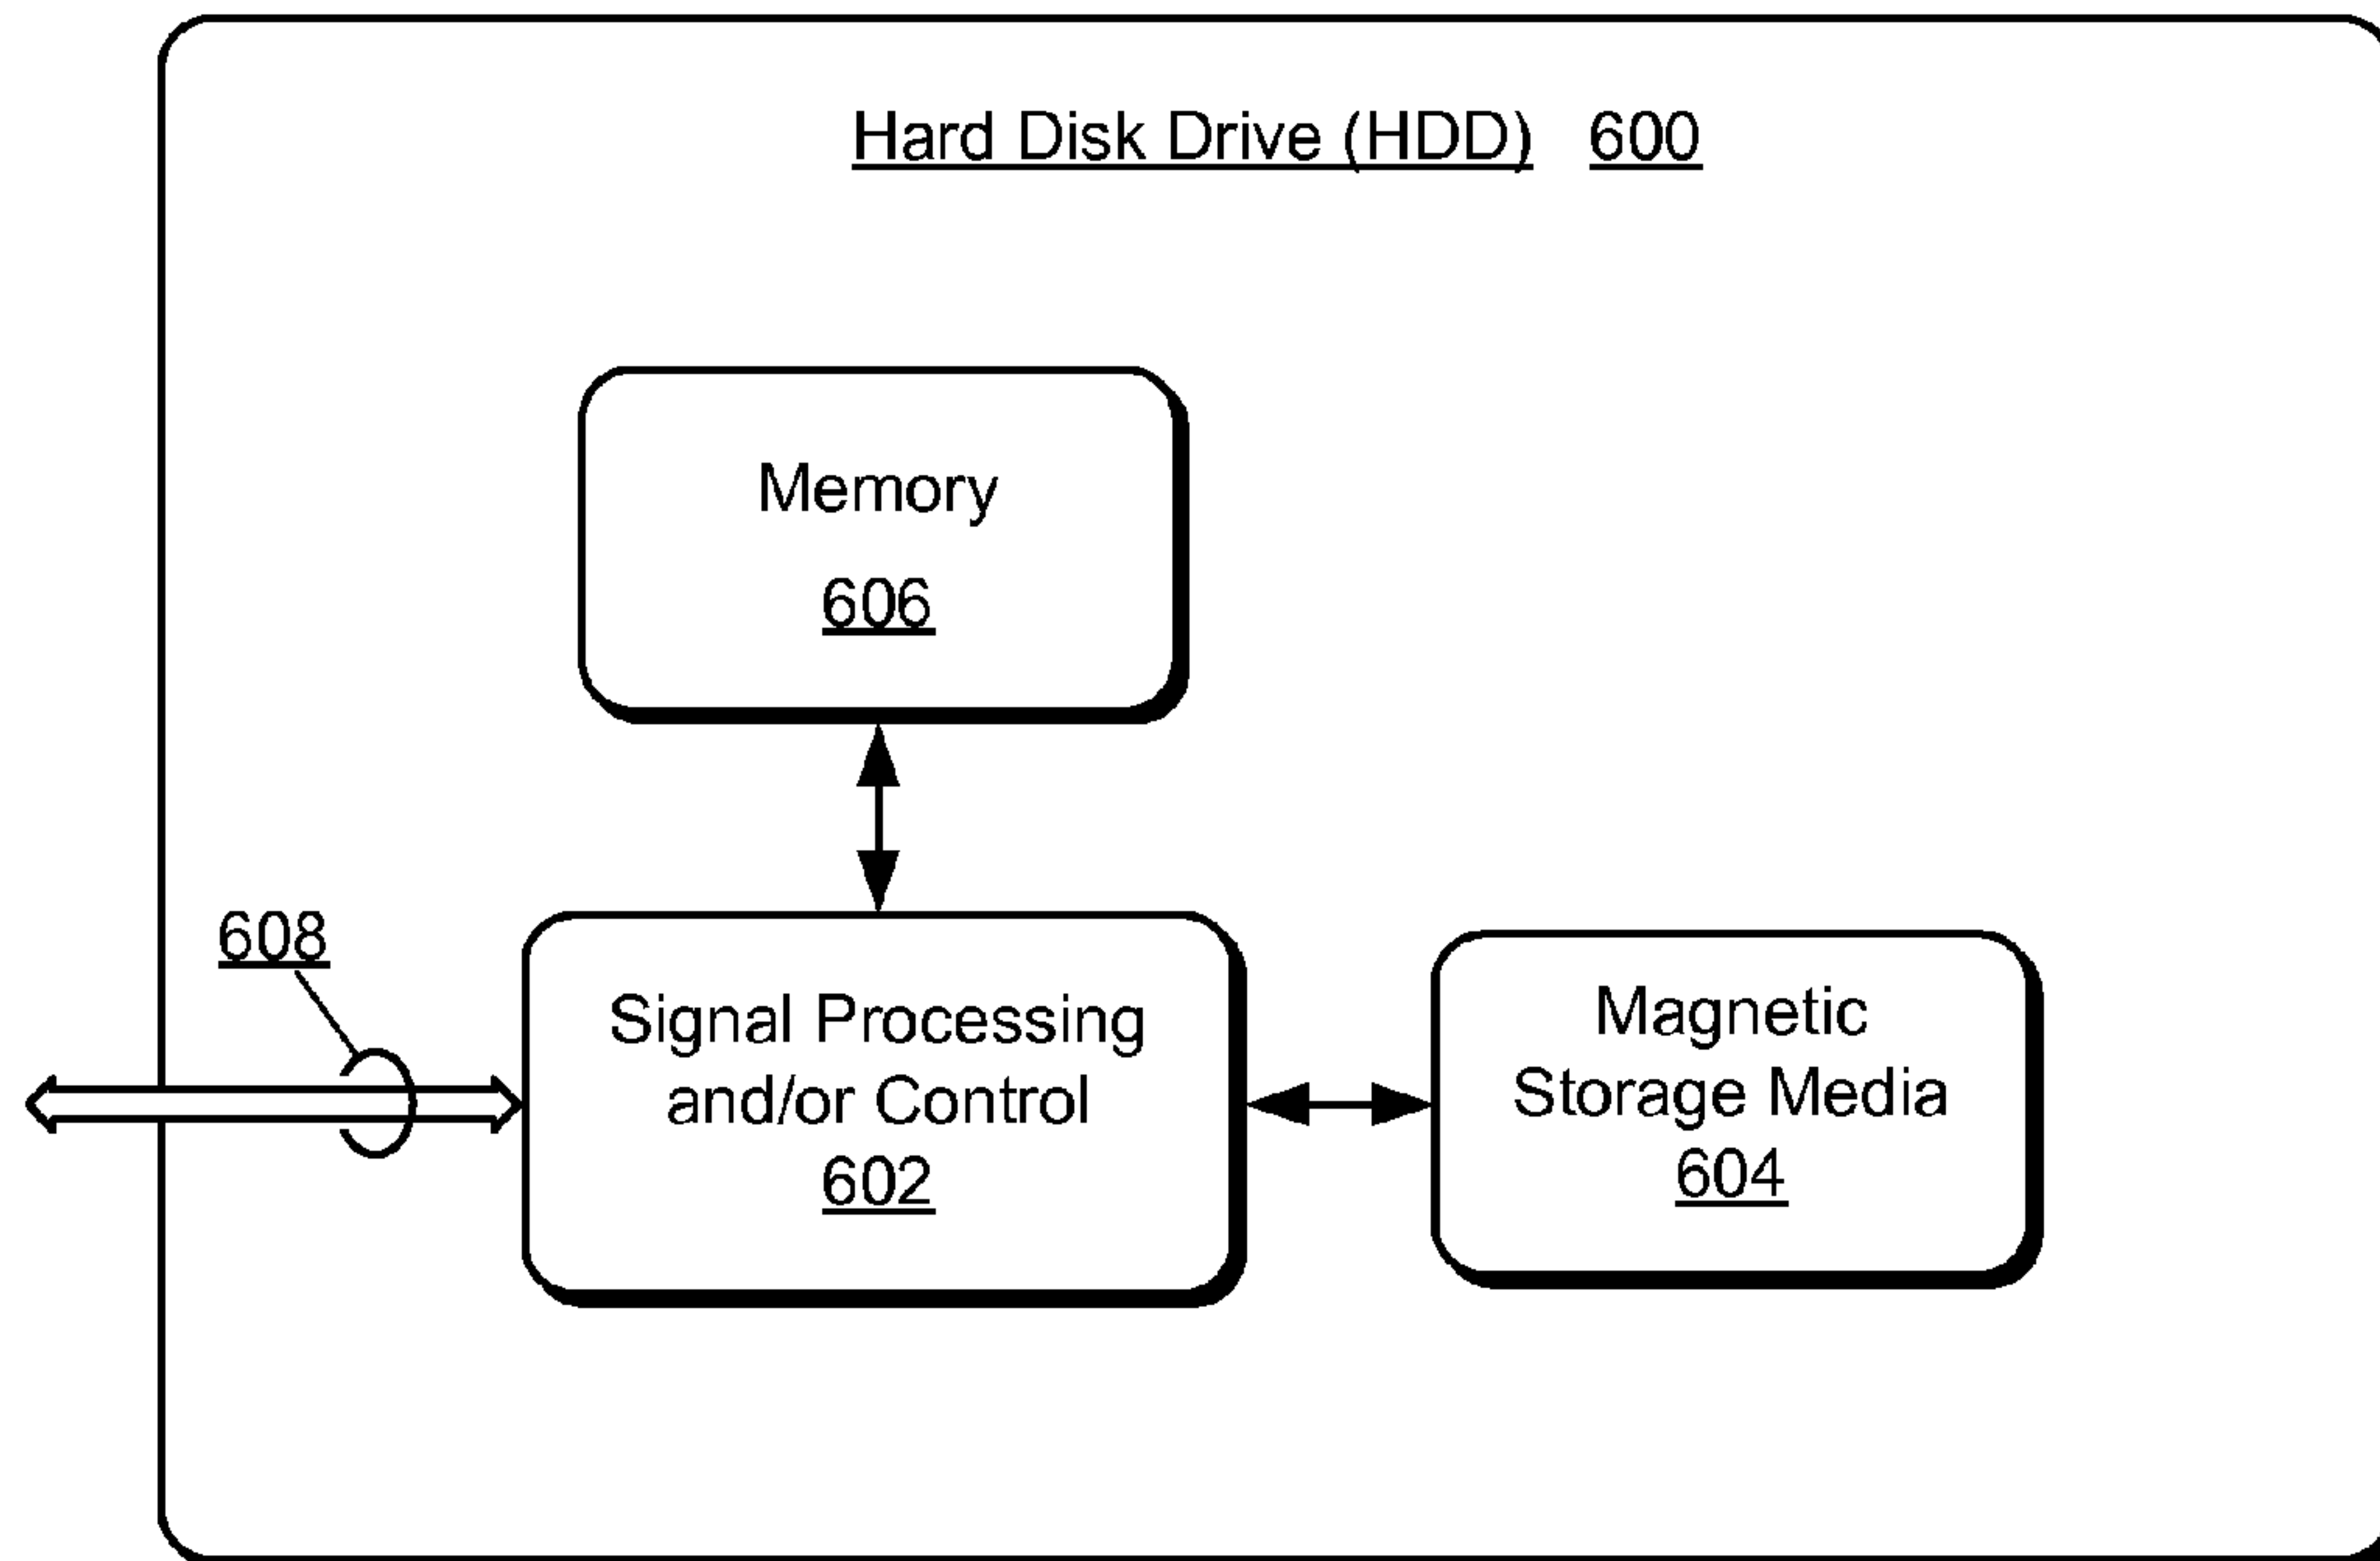 Hard Disk Drive (HDD) 600
Memory
606
608
Signal Processing
and/or Control
602
Magnetic
Storage Media
604